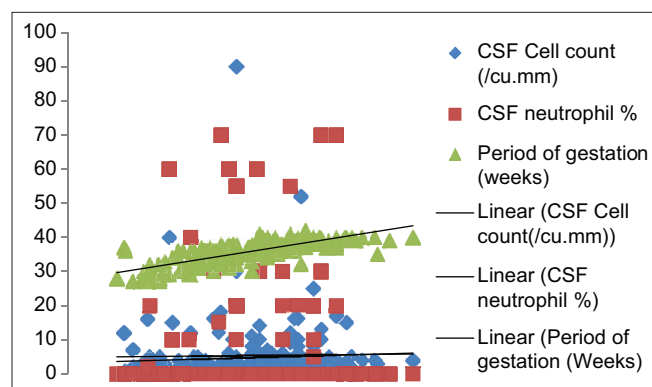 100
90
80
70
60
50
40
30
20
10
0
CSF Cell count
(/cu.mm)
CSF neutrophil %
Period of gestation
(weeks)
Linear (CSF Cell
count(/cu.mm))
Linear (CSF
neutrophil %)
Linear (Period of
gestation (Weeks)